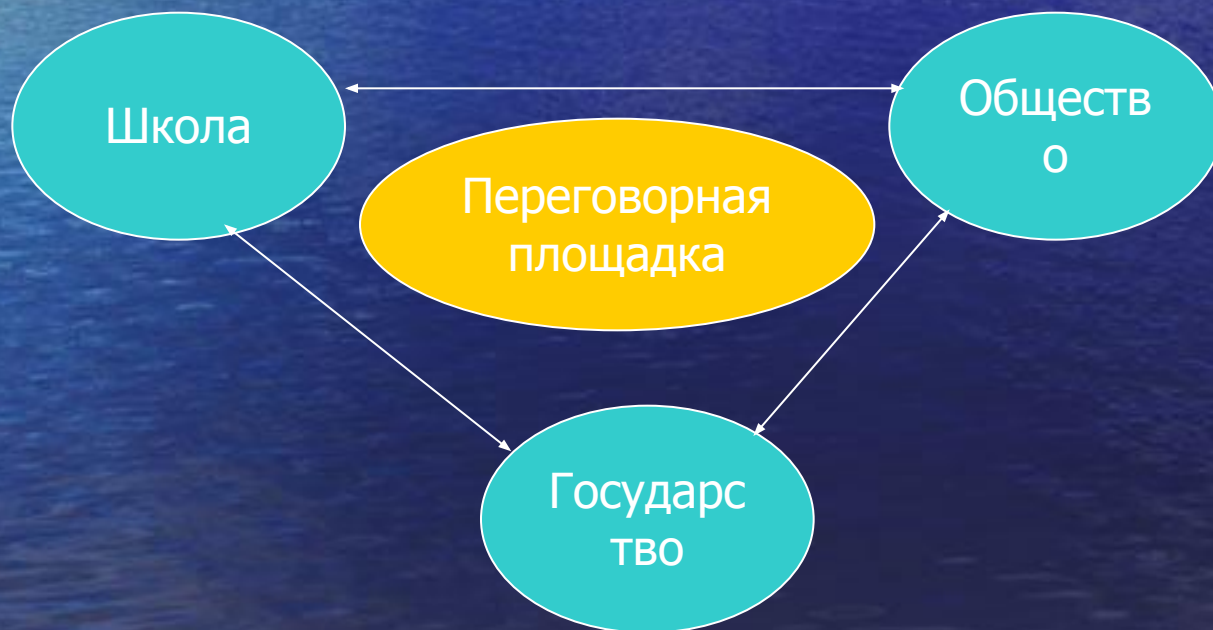 Школа
Обществ
о
Переговорная
площадка
Государс
тво